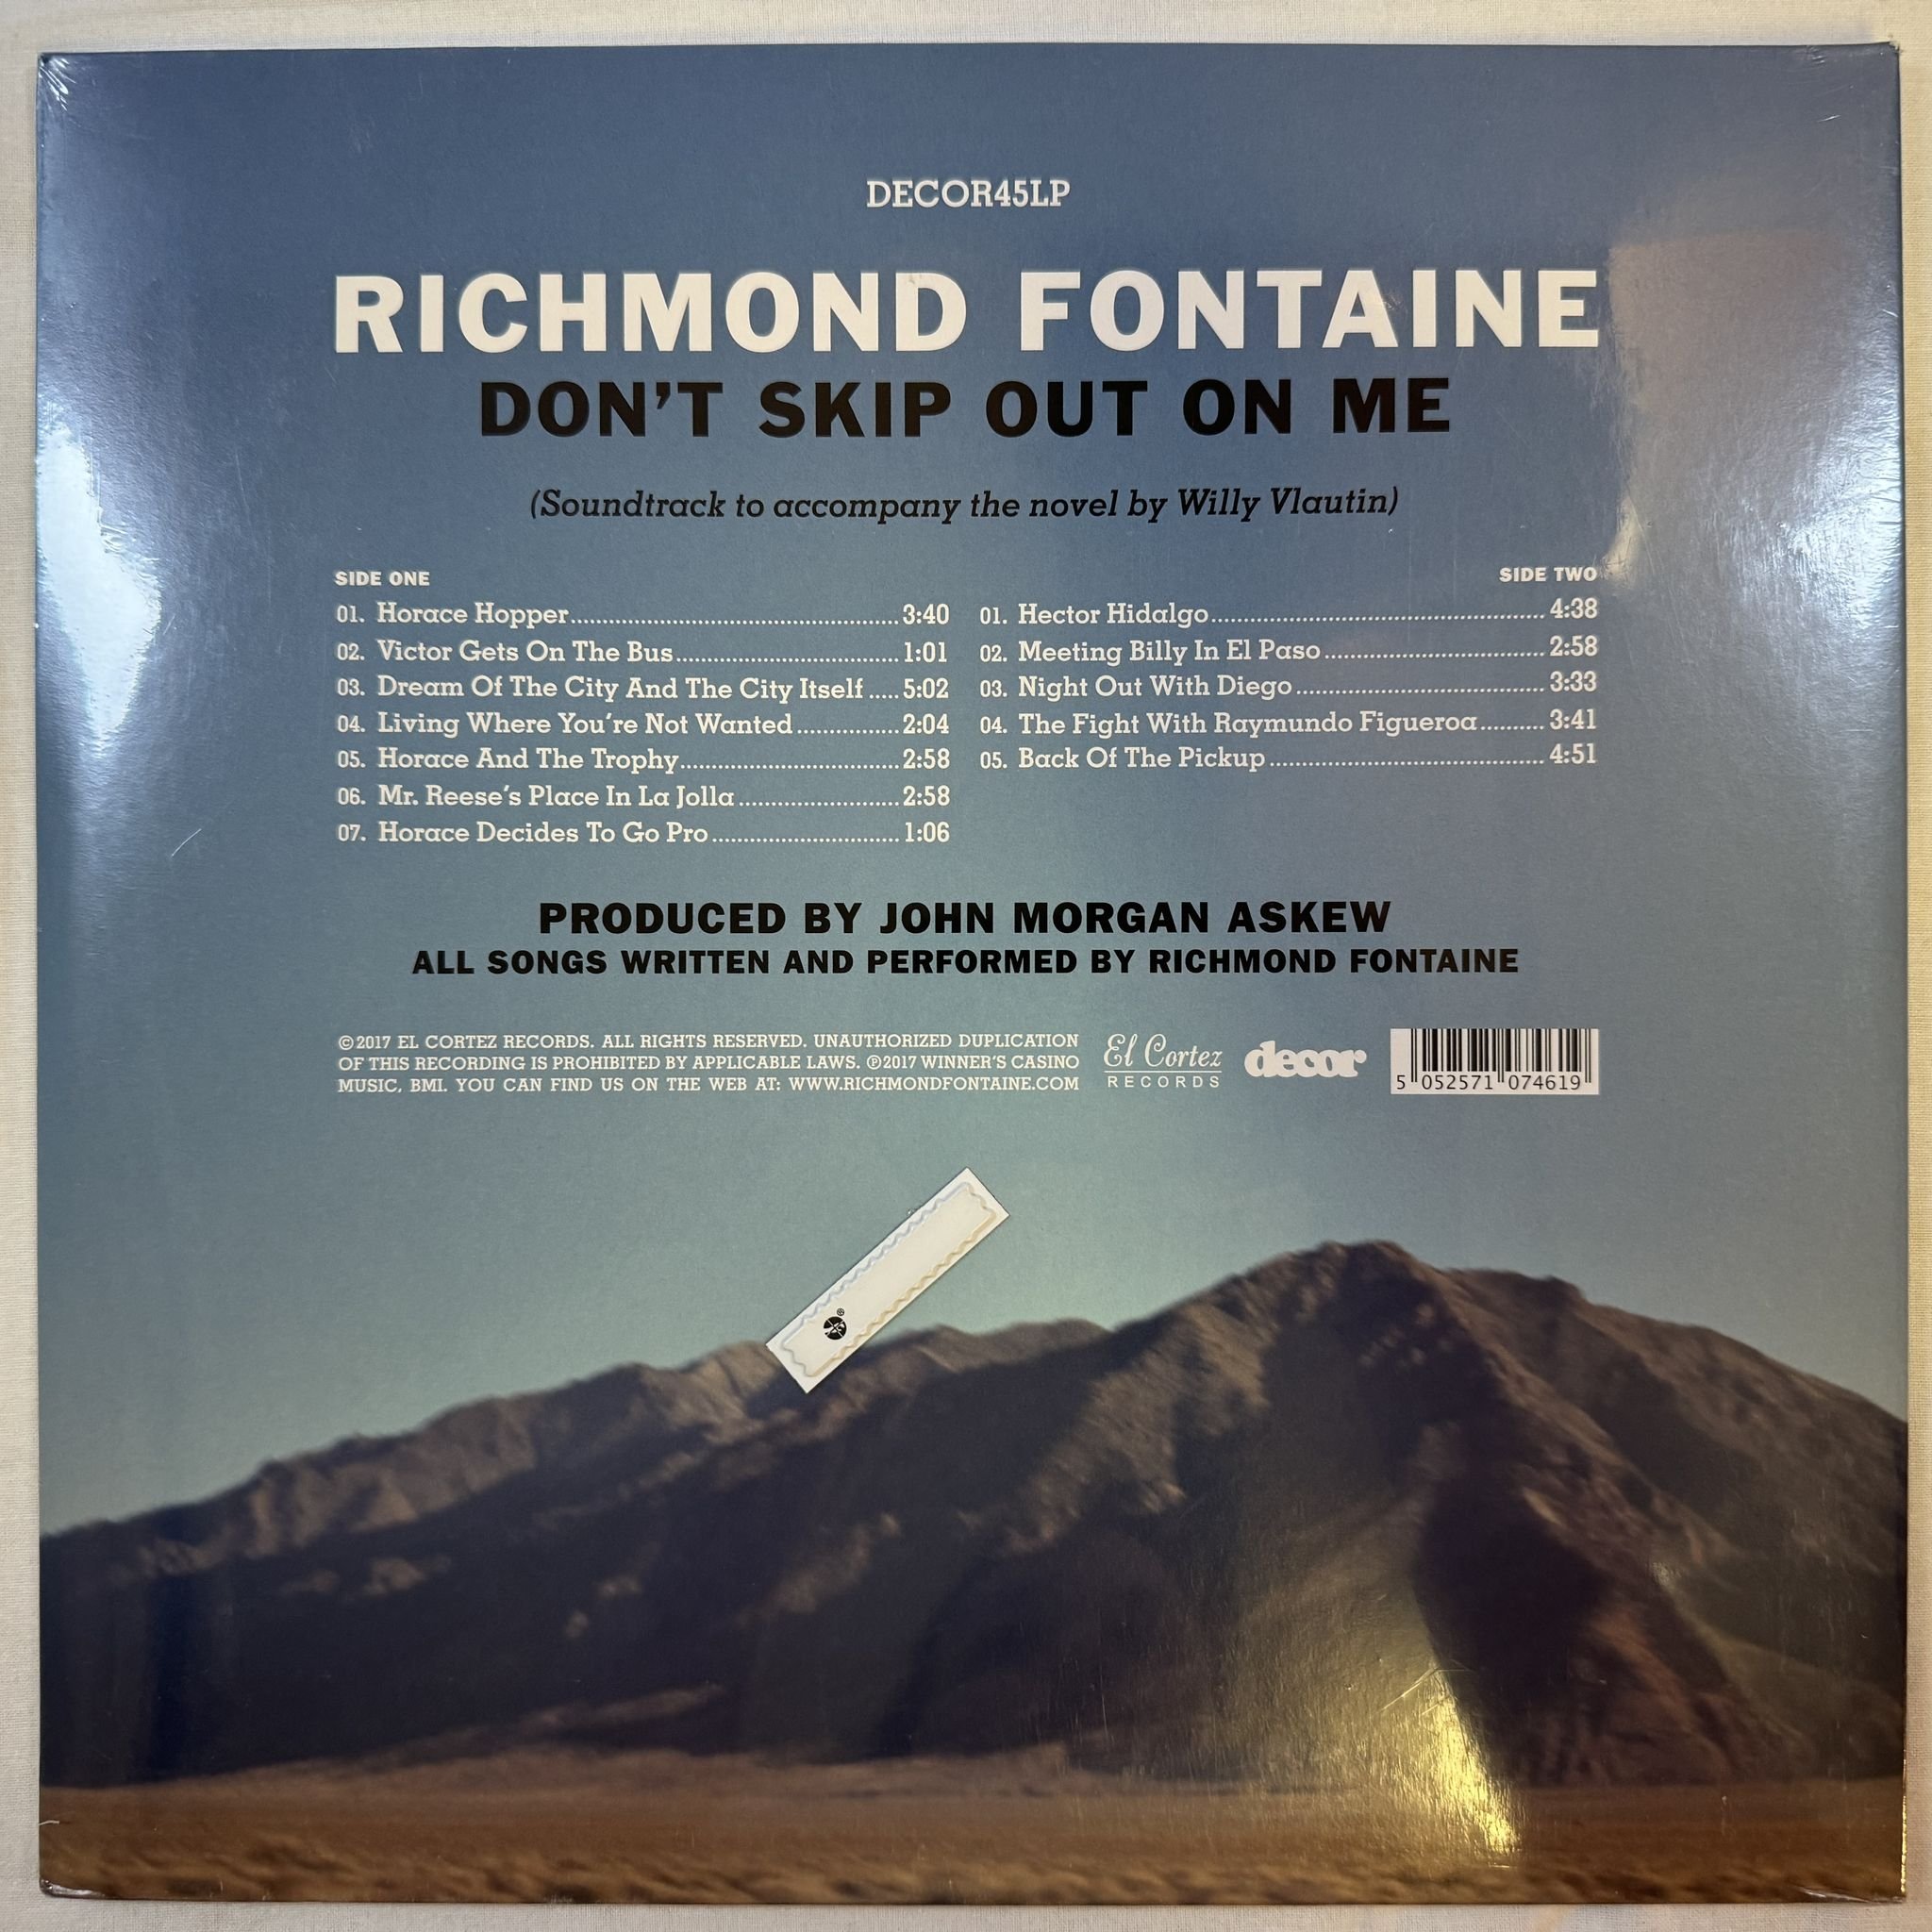 DECOR45LP
RICHMOND FONTAINE
DON'T SKIP OUT ON ME
(Soundtrack to accompany the novel by Willy Vlautin)
SIDE ONE
01. Horace Hopper 3:40
02. Victor Gets On The Bus 1:01
03. Dream Of The City And The City Itself 5:02
04. Living Where You're Not Wanted 2:04
05. Horace And The Trophy 2:58
06. Mr. Reese's Place In La Jolla 2:58
07. Horace Decides To Go Pro 1:06
SIDE TWO
01. Hector Hidalgo 4:38
02. Meeting Billy In El Paso 2:58
03. Night Out With Diego 3:33
04. The Fight With Raymundo Figueroa 3:41
05. Back Of The Pickup 4:51
PRODUCED BY JOHN MORGAN ASKEW
ALL SONGS WRITTEN AND PERFORMED BY RICHMOND FONTAINE
©2017 EL CORTEZ RECORDS. ALL RIGHTS RESERVED. UNAUTHORIZED DUPLICATION
OF THIS RECORDING IS PROHIBITED BY APPLICABLE LAWS. ℗2017 WINNER'S CASINO
MUSIC, BMI. YOU CAN FIND US ON THE WEB AT: WWW.RICHMONDFONTAINE.COM
El Cortez
RECORDS
decor
5 052571 074619